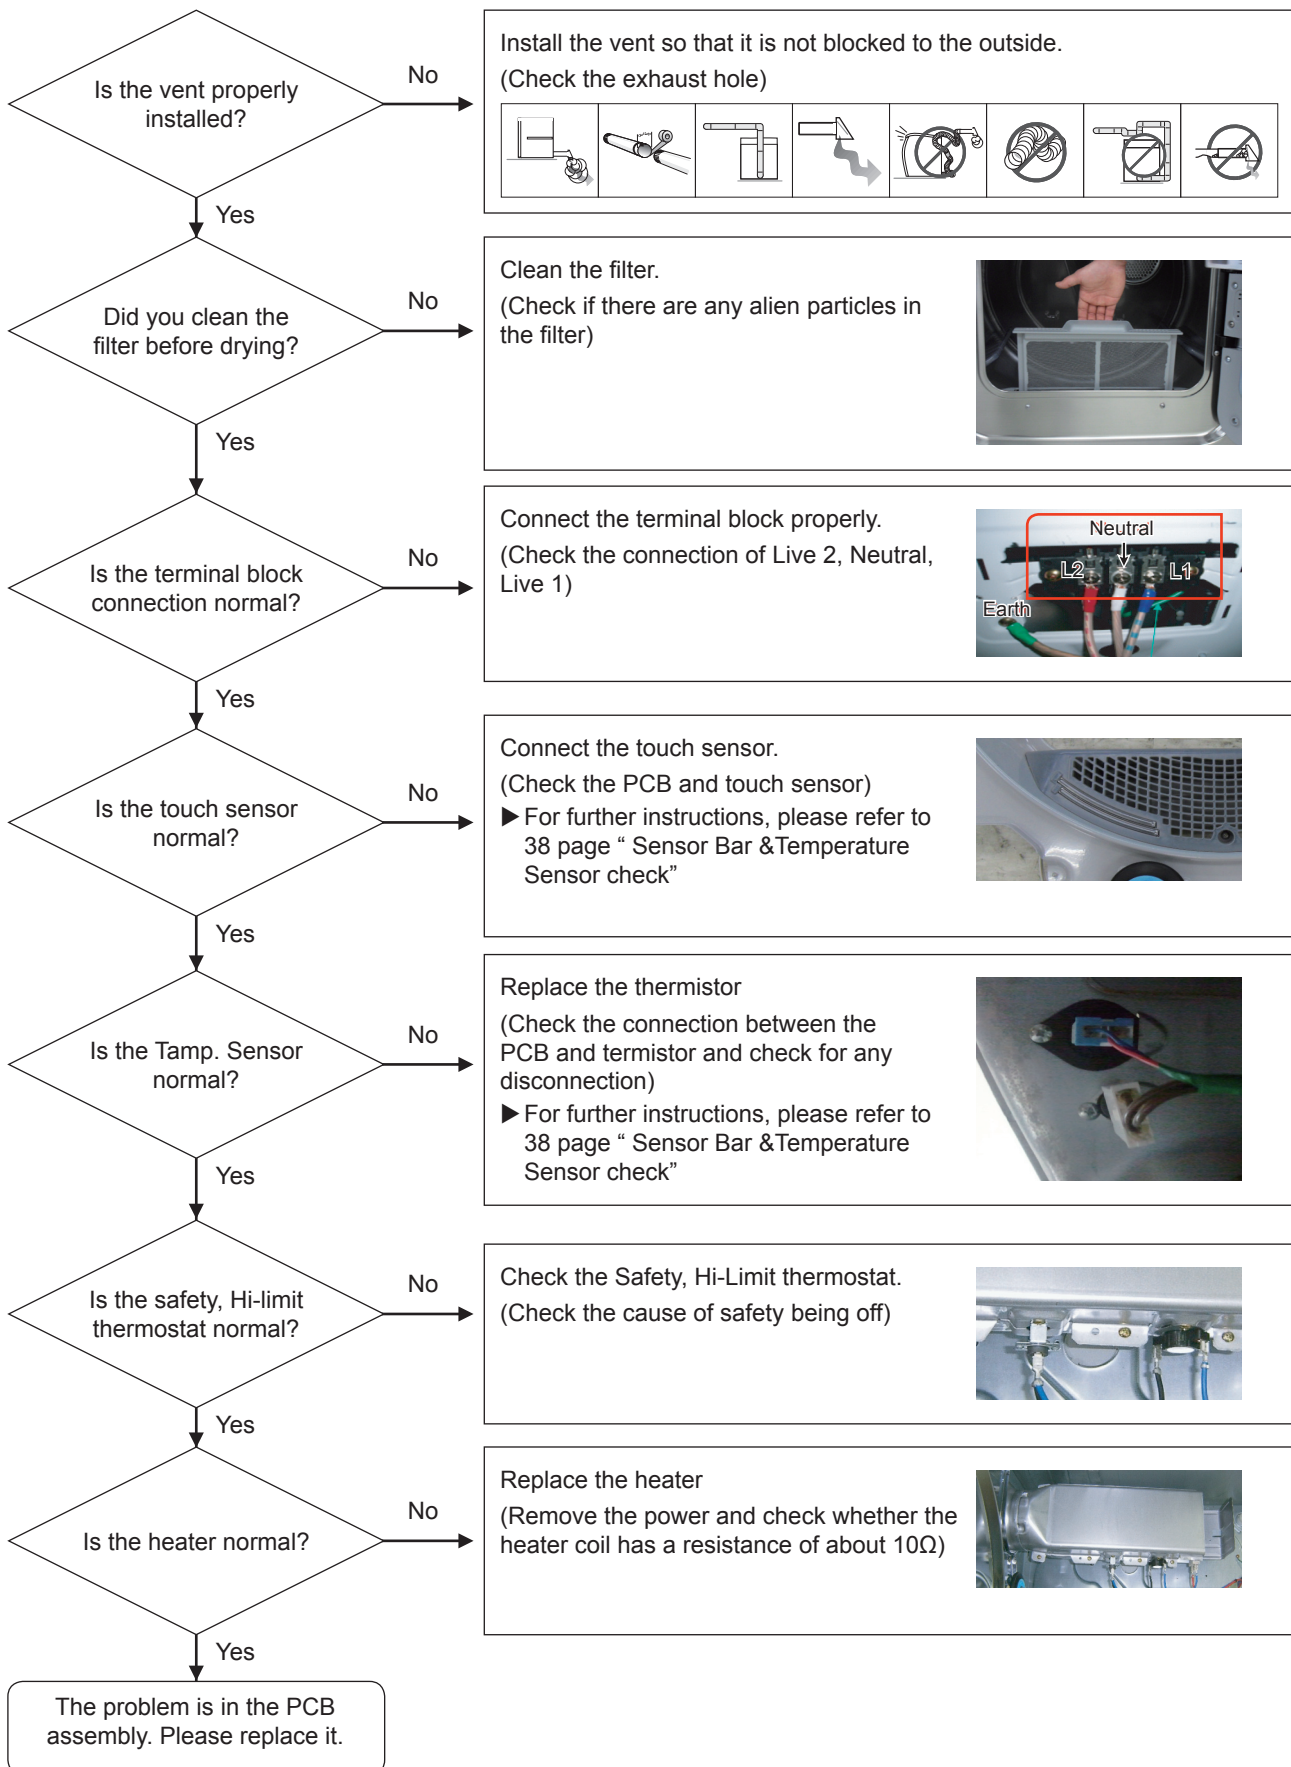 Is the vent properly
installed?
No
Install the vent so that it is not blocked to the outside.
(Check the exhaust hole)
Yes
Did you clean the
filter before drying?
No
Clean the filter.
(Check if there are any alien particles in
the filter)
Yes
Is the terminal block
connection normal?
No
Connect the terminal block properly.
(Check the connection of Live 2, Neutral,
Live 1)
Neutral
L2
L1
Earth
Yes
Is the touch sensor
normal?
No
Connect the touch sensor.
(Check the PCB and touch sensor)
▶ For further instructions, please refer to
38 page “ Sensor Bar &Temperature
Sensor check”
Yes
Is the Tamp. Sensor
normal?
No
Replace the thermistor
(Check the connection between the
PCB and termistor and check for any
disconnection)
▶ For further instructions, please refer to
38 page “ Sensor Bar &Temperature
Sensor check”
Yes
Is the safety, Hi-limit
thermostat normal?
No
Check the Safety, Hi-Limit thermostat.
(Check the cause of safety being off)
Yes
Is the heater normal?
No
Replace the heater
(Remove the power and check whether the
heater coil has a resistance of about 10Ω)
Yes
The problem is in the PCB
assembly. Please replace it.